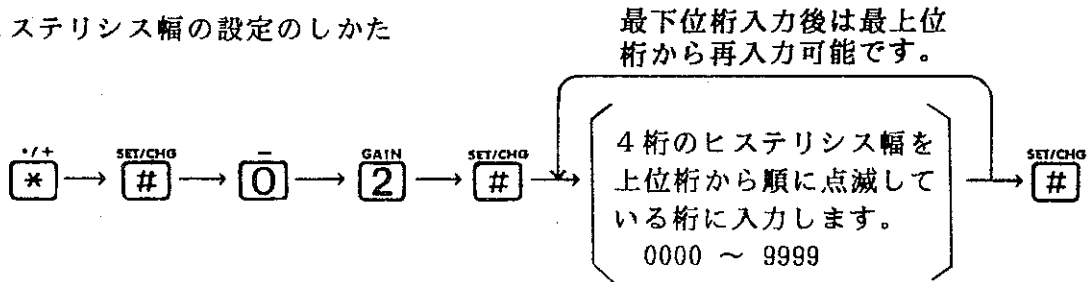 ステリシス幅の設定のしかた
最下位桁入力後は最上位
桁から再入力可能です。
・/+
*
SET/CHG
#
−
0
GAIN
2
SET/CHG
#
4桁のヒステリシス幅を
上位桁から順に点滅して
いる桁に入力します。
0000 ～ 9999
SET/CHG
#